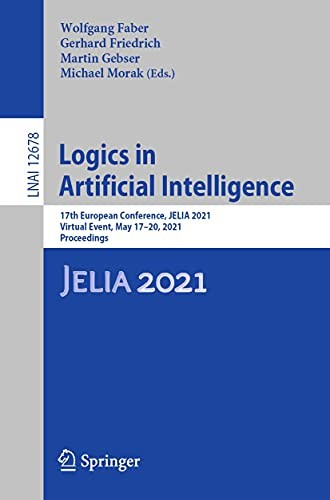 Wolfgang Faber
Gerhard Friedrich
Martin Gebser
Michael Morak (Eds.)
LNAI 12678
Logics in
Artificial Intelligence
17th European Conference, JELIA 2021
Virtual Event, May 17–20, 2021
Proceedings
JELIA 2021
Springer